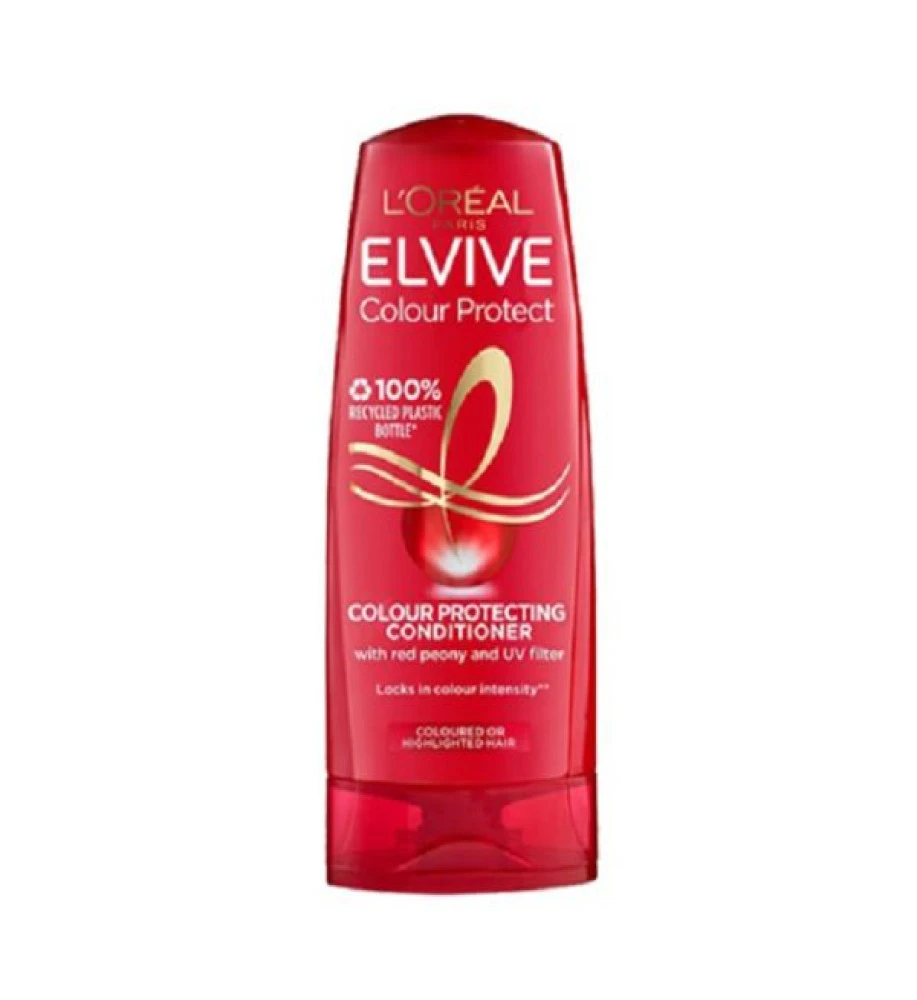 L'ORÉAL
PARIS
ELVIVE
Colour Protect
100%
RECYCLED PLASTIC
BOTTLE*
COLOUR PROTECTING
CONDITIONER
with red peony and UV filter
Locks in colour intensity**
COLOURED OR
HIGHLIGHTED HAIR